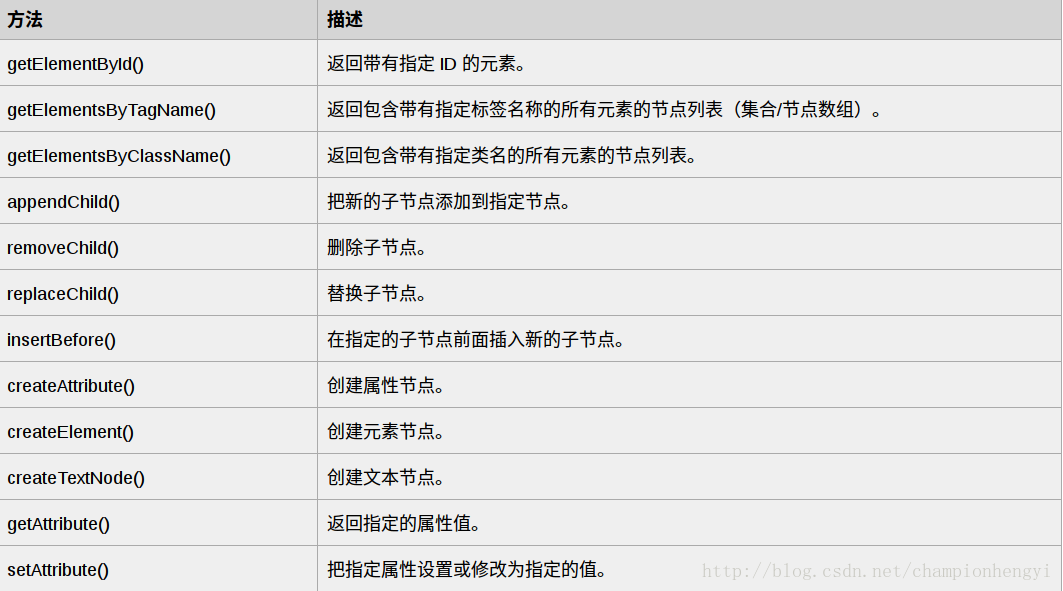 方法 描述
getElementById() 返回带有指定 ID 的元素。
getElementsByTagName() 返回包含带有指定标签名称的所有元素的节点列表（集合/节点数组）。
getElementsByClassName() 返回包含带有指定类名的所有元素的节点列表。
appendChild() 把新的子节点添加到指定节点。
removeChild() 删除子节点。
replaceChild() 替换子节点。
insertBefore() 在指定的子节点前面插入新的子节点。
createAttribute() 创建属性节点。
createElement() 创建元素节点。
createTextNode() 创建文本节点。
getAttribute() 返回指定的属性值。
setAttribute() 把指定属性设置或修改为指定的值。
http://blog.csdn.net/championhengyi